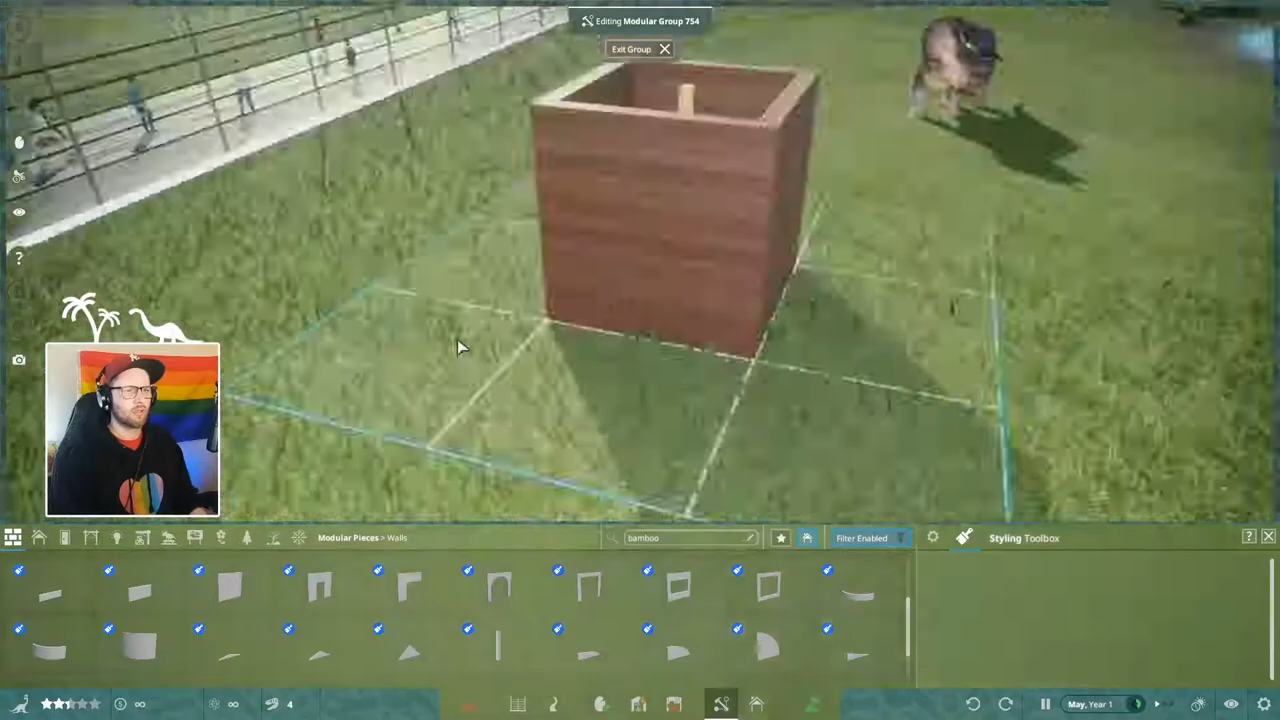 Editing Modular Group 754
Exit Group
?
Modular Pieces > Walls
bamboo
Filter Enabled
Styling Toolbox
?
∞
∞
4
May, Year 1